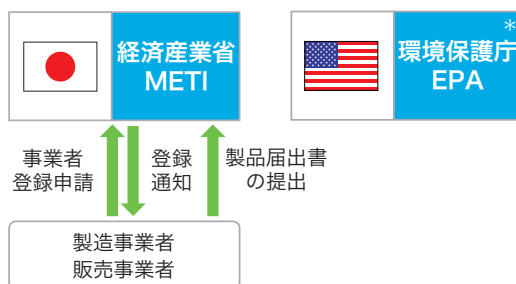 経済産業省
METI
環境保護庁*
EPA
事業者
登録申請
登録
通知
製品届出書
の提出
製造事業者
販売事業者